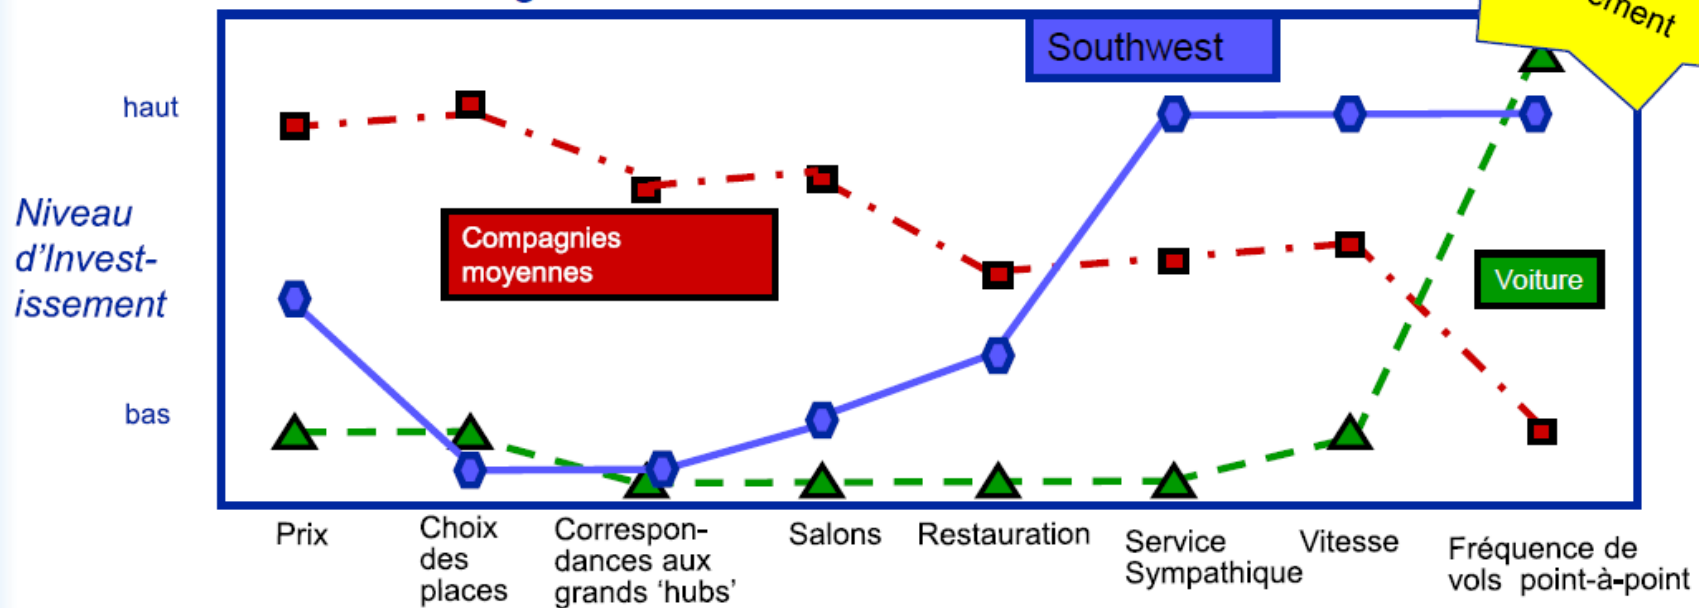 Southwest
haut
Compagnies
moyennes
Niveau
d'Invest-
issement
Voiture
bas
Prix
Choix
des
places
Correspon-
dances aux
grands 'hubs'
Salons
Restauration
Service
Sympathique
Vitesse
Fréquence de
vols point-à-point